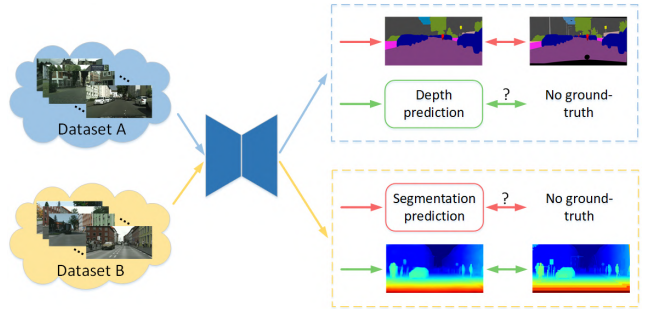 Dataset A
Depth
prediction
?
No ground-
truth
Dataset B
Segmentation
prediction
?
No ground-
truth